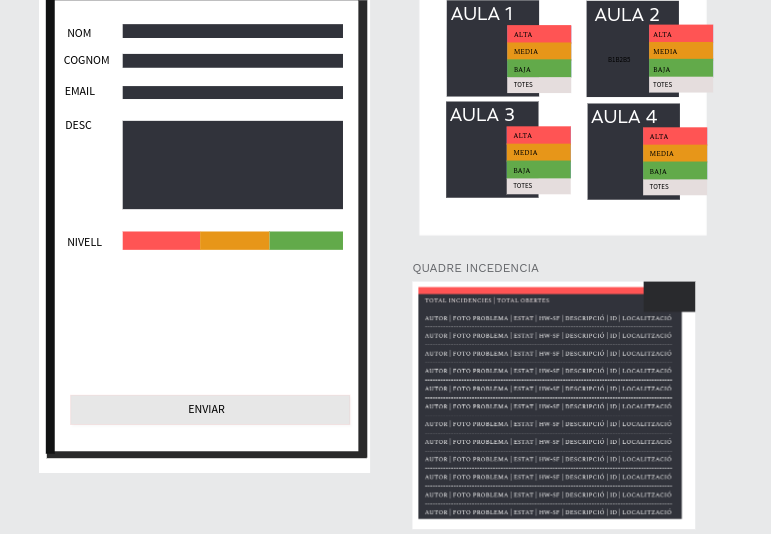 NOM
COGNOM
EMAIL
DESC
NIVELL
ENVIAR
AULA 1
ALTA
MEDIA
BAJA
TOTES
AULA 2
ALTA
MEDIA
BAJA
TOTES
AULA 3
ALTA
MEDIA
BAJA
TOTES
AULA 4
ALTA
MEDIA
BAJA
TOTES
QUADRE INCEDENCIA
TOTAL INCIDENCIES | TOTAL OBERTES
AUTOR | FOTO PROBLEMA | ESTAT | HW-SF | DESCRIPCIÓ | ID | LOCALITZACIÓ
AUTOR | FOTO PROBLEMA | ESTAT | HW-SF | DESCRIPCIÓ | ID | LOCALITZACIÓ
AUTOR | FOTO PROBLEMA | ESTAT | HW-SF | DESCRIPCIÓ | ID | LOCALITZACIÓ
AUTOR | FOTO PROBLEMA | ESTAT | HW-SF | DESCRIPCIÓ | ID | LOCALITZACIÓ
AUTOR | FOTO PROBLEMA | ESTAT | HW-SF | DESCRIPCIÓ | ID | LOCALITZACIÓ
AUTOR | FOTO PROBLEMA | ESTAT | HW-SF | DESCRIPCIÓ | ID | LOCALITZACIÓ
AUTOR | FOTO PROBLEMA | ESTAT | HW-SF | DESCRIPCIÓ | ID | LOCALITZACIÓ
AUTOR | FOTO PROBLEMA | ESTAT | HW-SF | DESCRIPCIÓ | ID | LOCALITZACIÓ
AUTOR | FOTO PROBLEMA | ESTAT | HW-SF | DESCRIPCIÓ | ID | LOCALITZACIÓ
AUTOR | FOTO PROBLEMA | ESTAT | HW-SF | DESCRIPCIÓ | ID | LOCALITZACIÓ
AUTOR | FOTO PROBLEMA | ESTAT | HW-SF | DESCRIPCIÓ | ID | LOCALITZACIÓ
AUTOR | FOTO PROBLEMA | ESTAT | HW-SF | DESCRIPCIÓ | ID | LOCALITZACIÓ